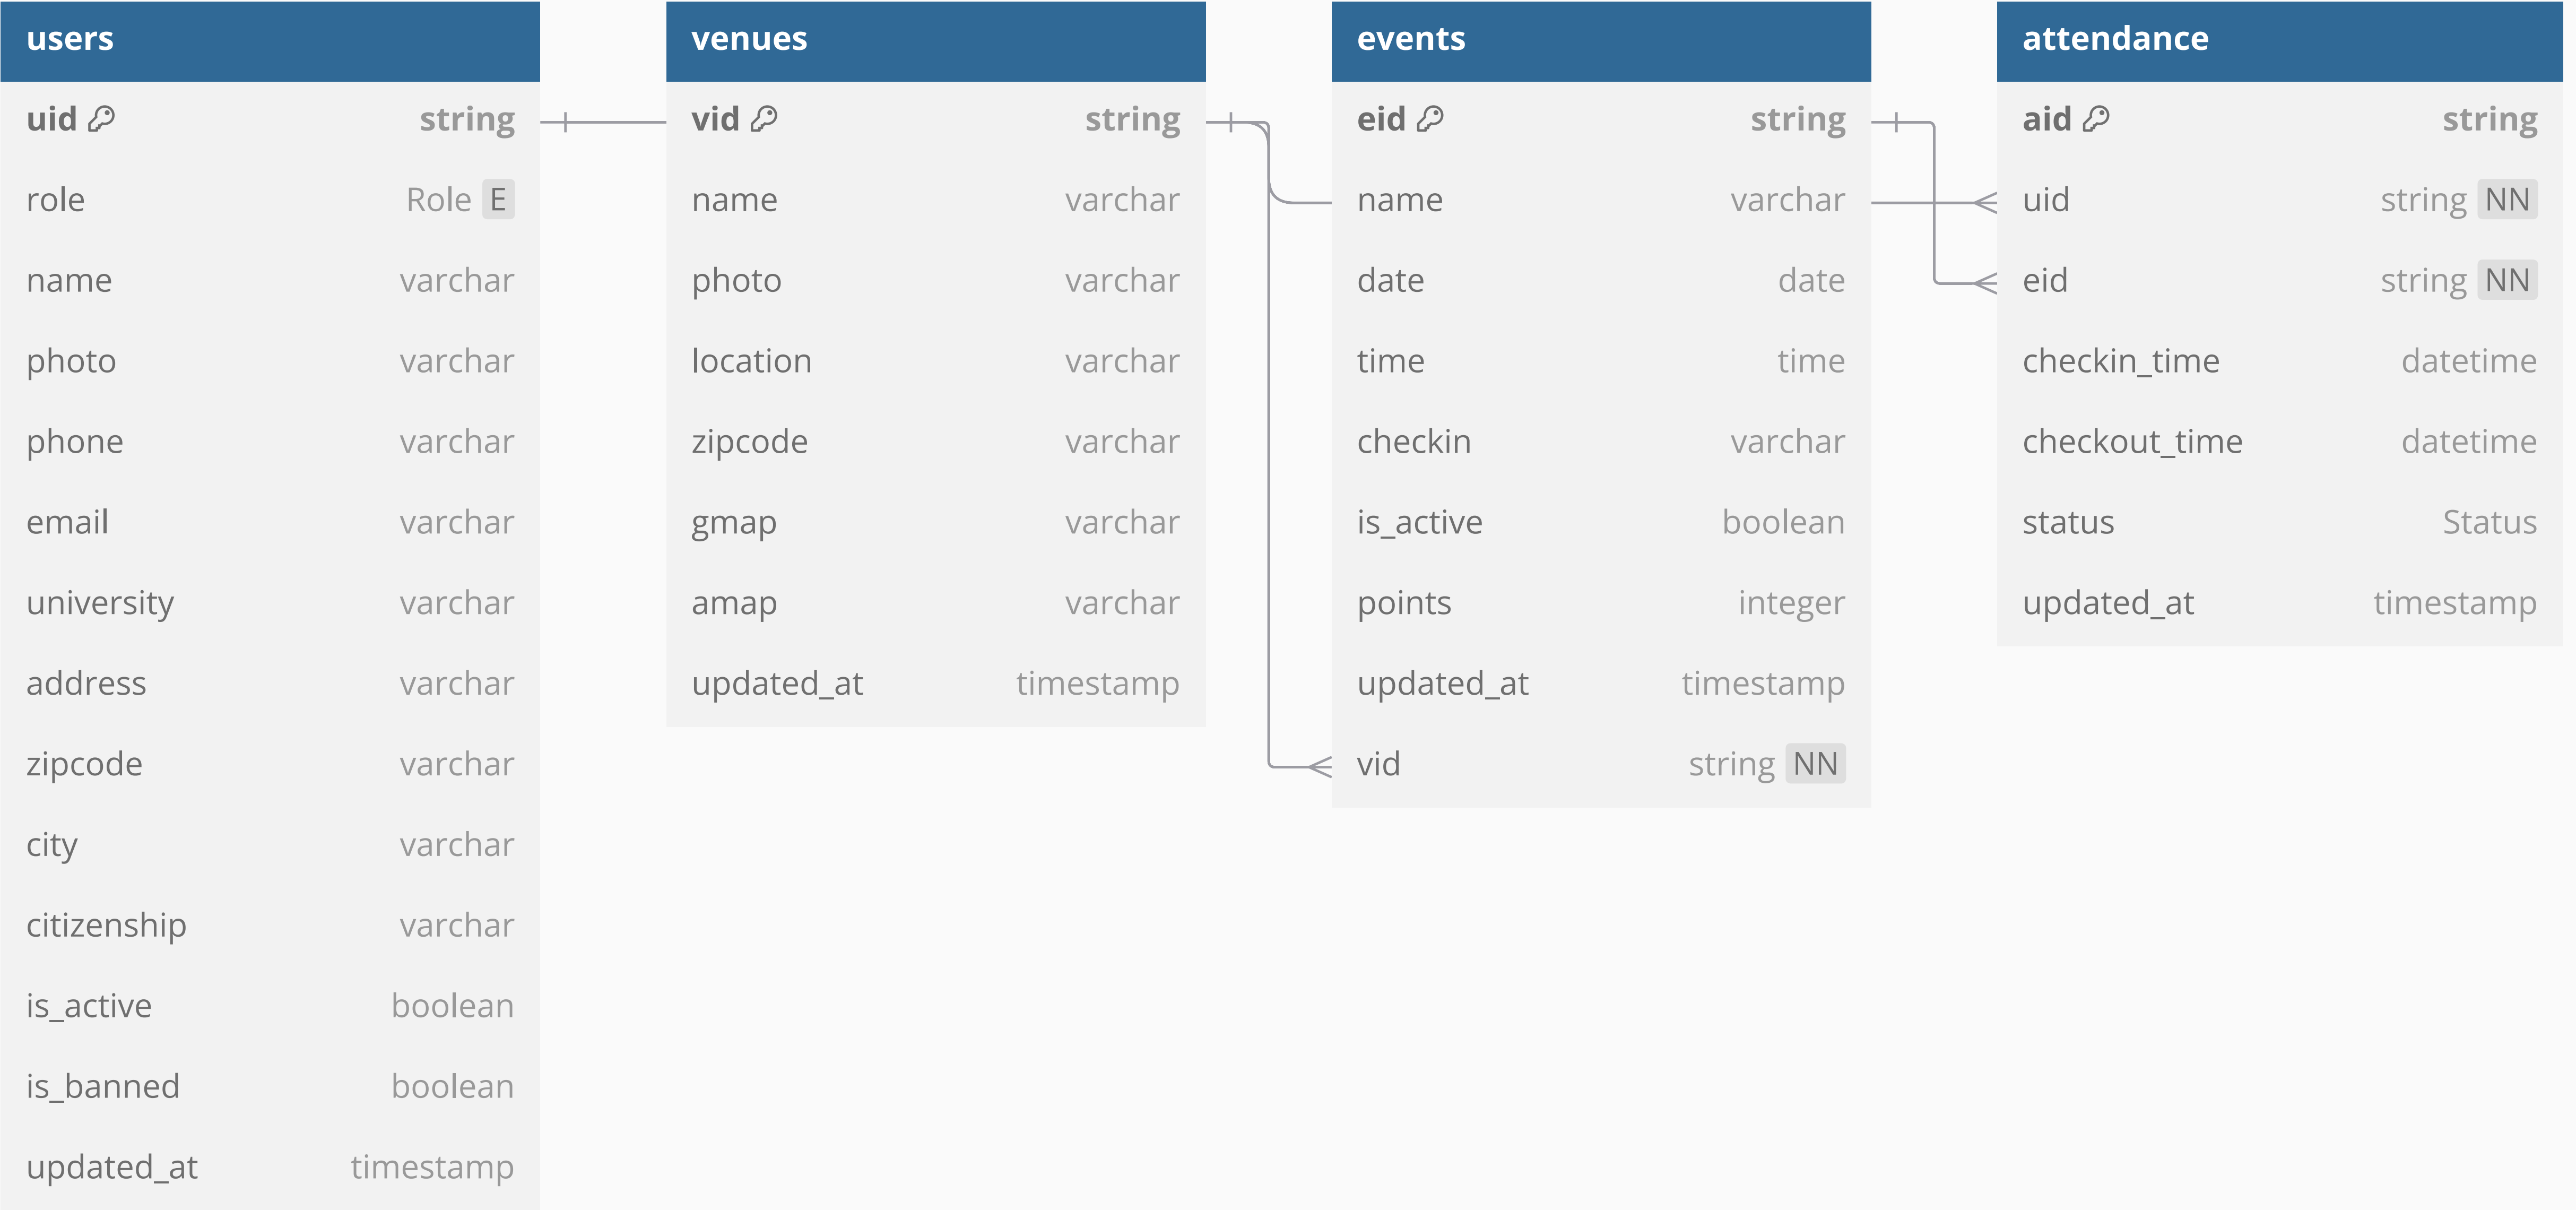 users
uid string
role Role E
name varchar
photo varchar
phone varchar
email varchar
university varchar
address varchar
zipcode varchar
city varchar
citizenship varchar
is_active boolean
is_banned boolean
updated_at timestamp
venues
vid string
name varchar
photo varchar
location varchar
zipcode varchar
gmap varchar
amap varchar
updated_at timestamp
events
eid string
name varchar
date date
time time
checkin varchar
is_active boolean
points integer
updated_at timestamp
vid string NN
attendance
aid string
uid string NN
eid string NN
checkin_time datetime
checkout_time datetime
status Status
updated_at timestamp